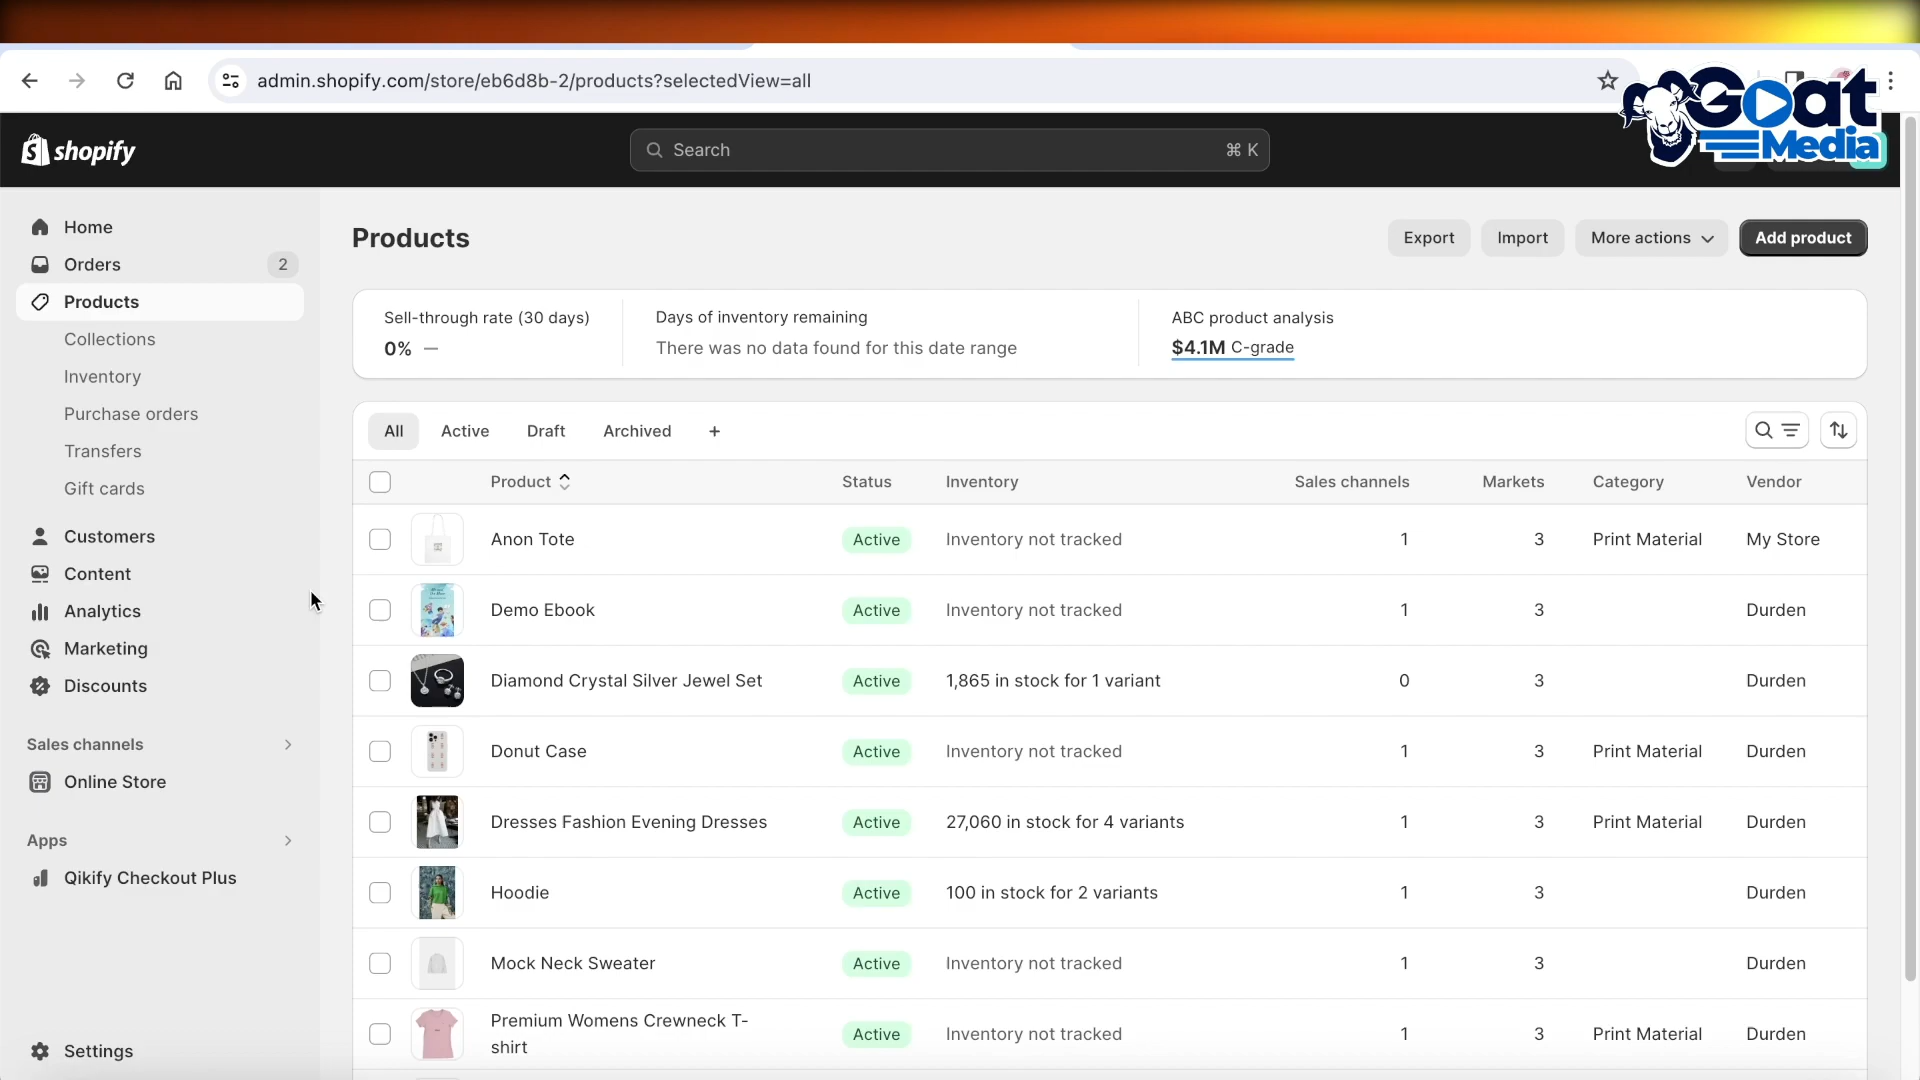 admin.shopify.com/store/eb6d8b-2/products?selectedView=all
Goat
Media
shopify
Search
⌘ K
Home
Orders
2
Products
Collections
Inventory
Purchase orders
Transfers
Gift cards
Customers
Content
Analytics
Marketing
Discounts
Sales channels
Online Store
Apps
Qikify Checkout Plus
Settings
Products
Export
Import
More actions
Add product
Sell-through rate (30 days)
0% —
Days of inventory remaining
There was no data found for this date range
ABC product analysis
$4.1M C-grade
All
Active
Draft
Archived
+
Product Status Inventory Sales channels Markets Category Vendor
Anon Tote Active Inventory not tracked 1 3 Print Material My Store
Demo Ebook Active Inventory not tracked 1 3 Durden
Diamond Crystal Silver Jewel Set Active 1,865 in stock for 1 variant 0 3 Durden
Donut Case Active Inventory not tracked 1 3 Print Material Durden
Dresses Fashion Evening Dresses Active 27,060 in stock for 4 variants 1 3 Print Material Durden
Hoodie Active 100 in stock for 2 variants 1 3 Durden
Mock Neck Sweater Active Inventory not tracked 1 3 Durden
Premium Womens Crewneck T-
shirt Active Inventory not tracked 1 3 Print Material Durden